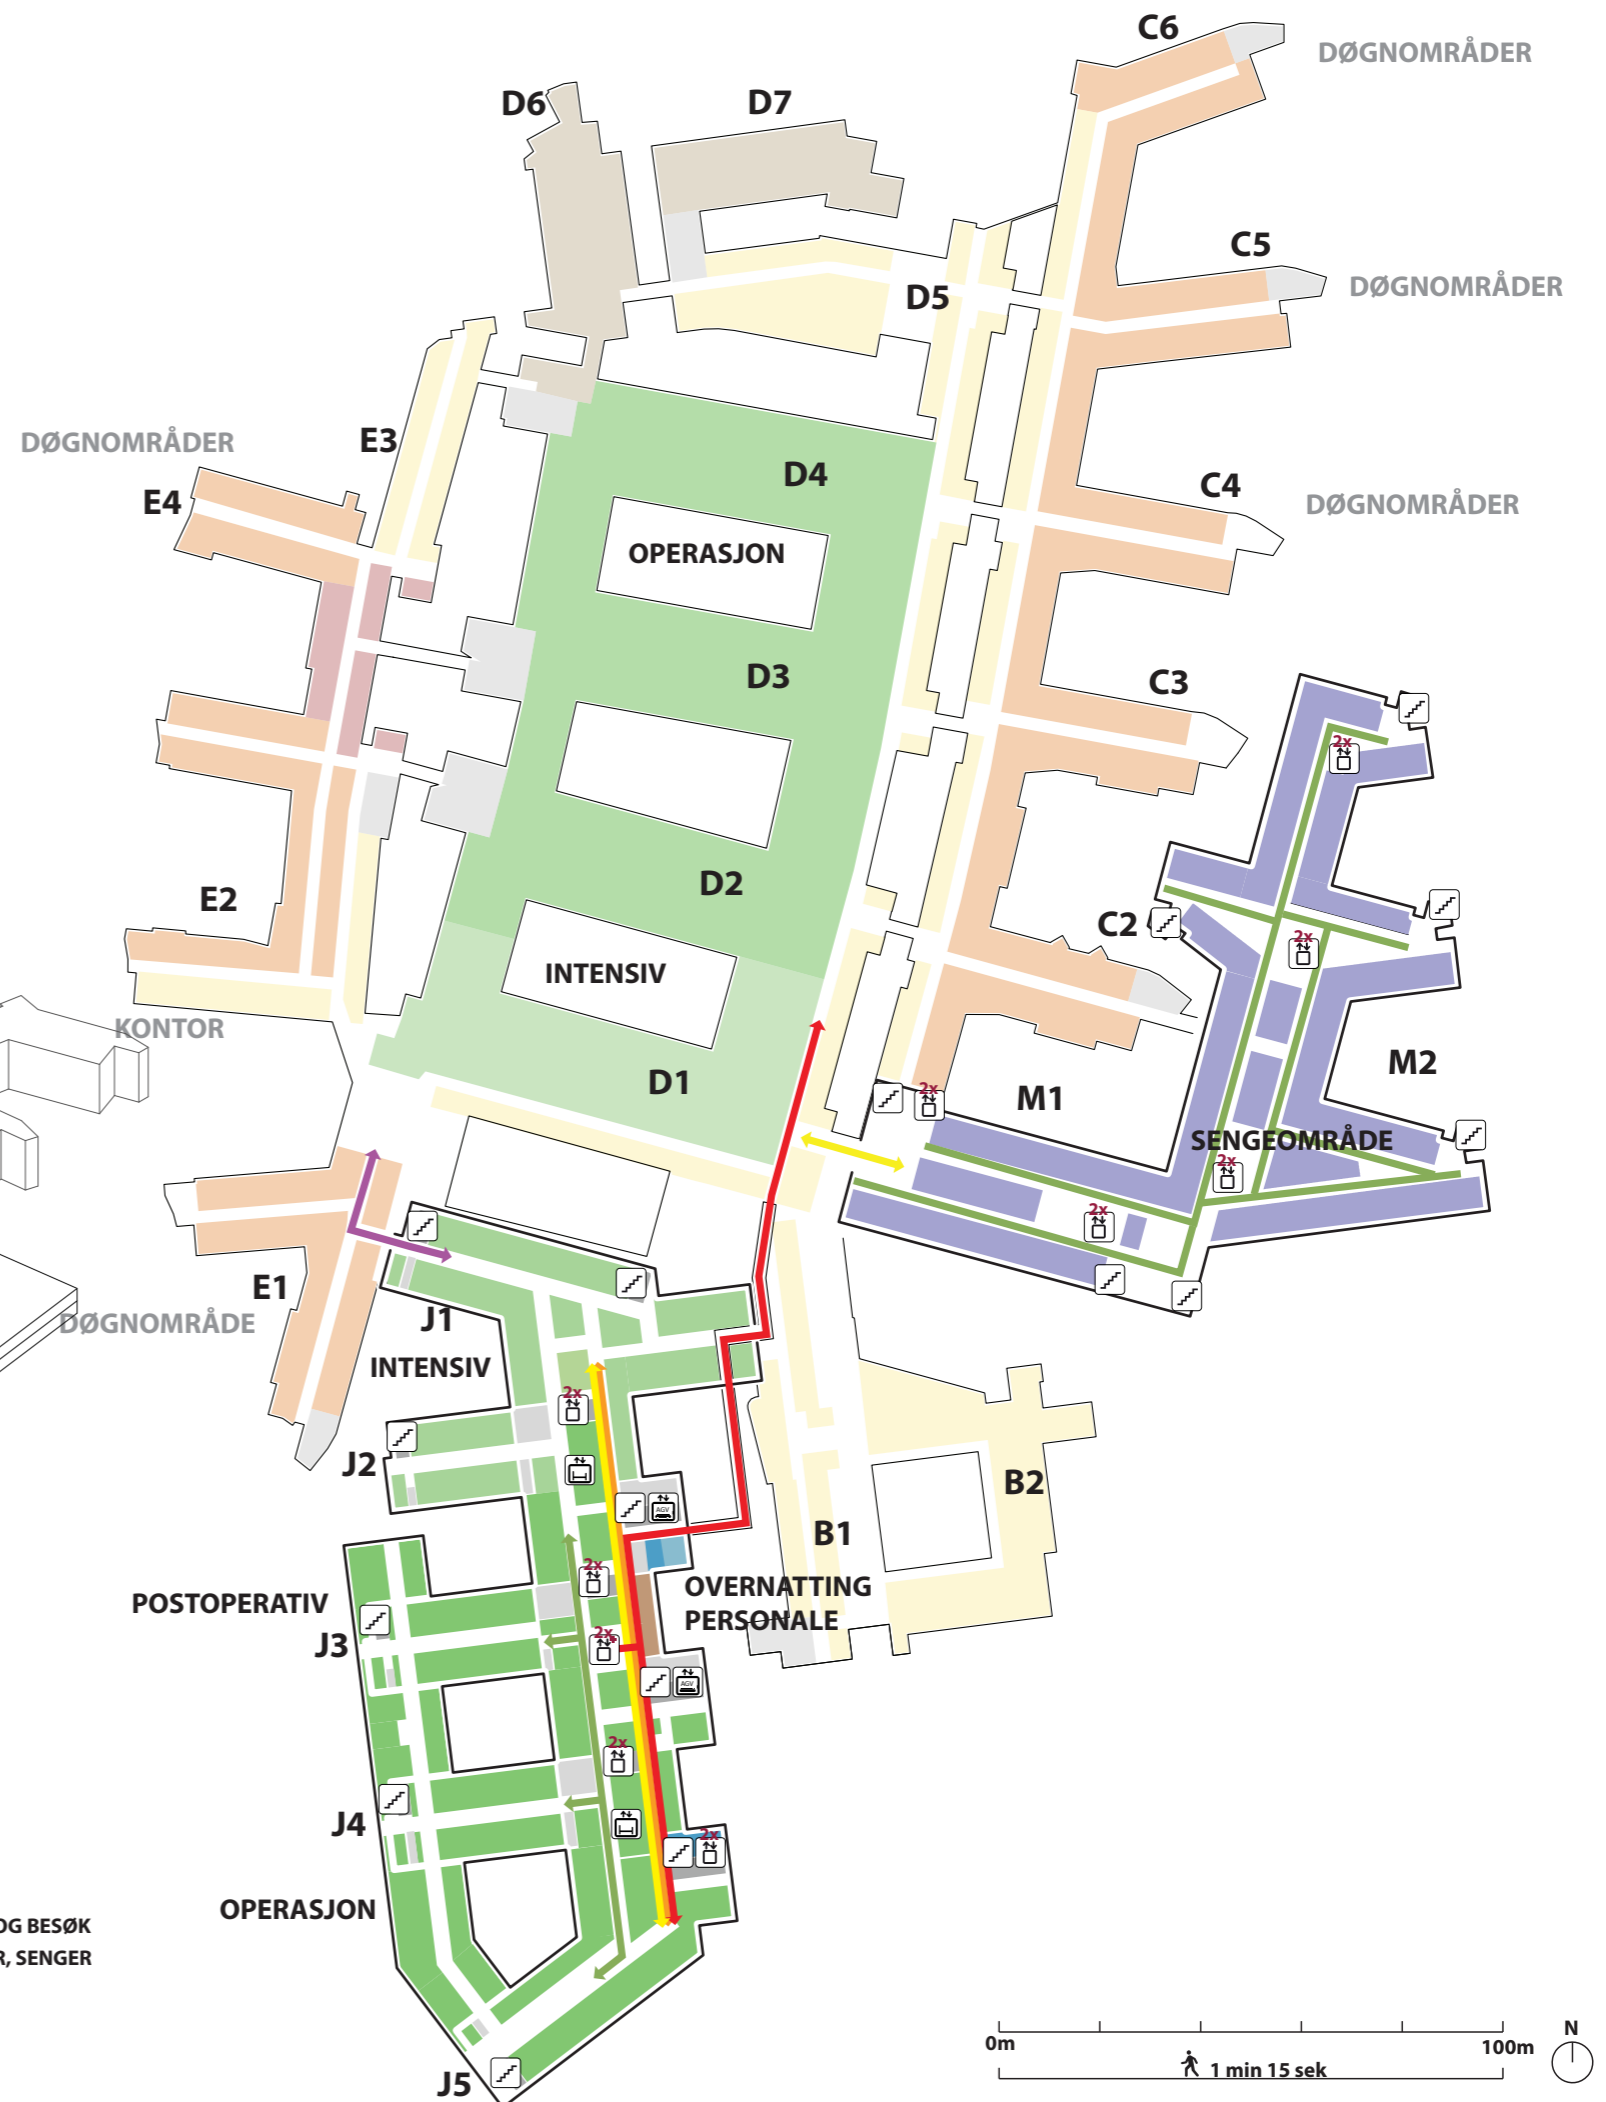 C6
DØGNOMRÅDER
D6
D7
C5
DØGNOMRÅDER
D5
DØGNOMRÅDER
E3
E4
D4
C4
DØGNOMRÅDER
OPERASJON
D3
C3
2x
D2
E2
C2
2x
INTENSIV
KONTOR
D1
M1
M2
2x
SENGEOMRÅDE
2x
2x
E1
DØGNOMRÅDE
J1
INTENSIV
2x
J2
B2
AGV
B1
2x
OVERNATTING
PERSONALE
POSTOPERATIV
J3
2x
AGV
2x
J4
2x
OPERASJON
OG BESØK
R, SENGER
J5
0m
100m
1 min 15 sek
N